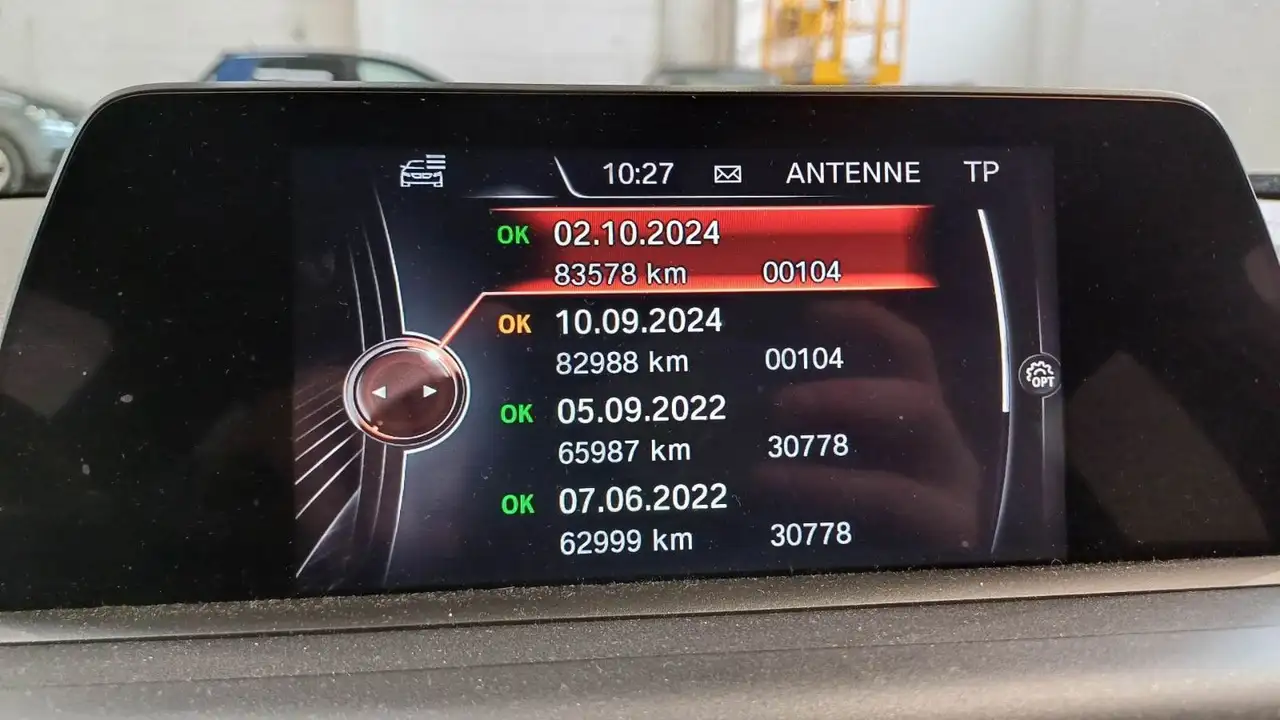 10:27 ANTENNE TP
OK 02.10.2024
83578 km 00104
OK 10.09.2024
82988 km 00104
OPT
OK 05.09.2022
65987 km 30778
OK 07.06.2022
62999 km 30778